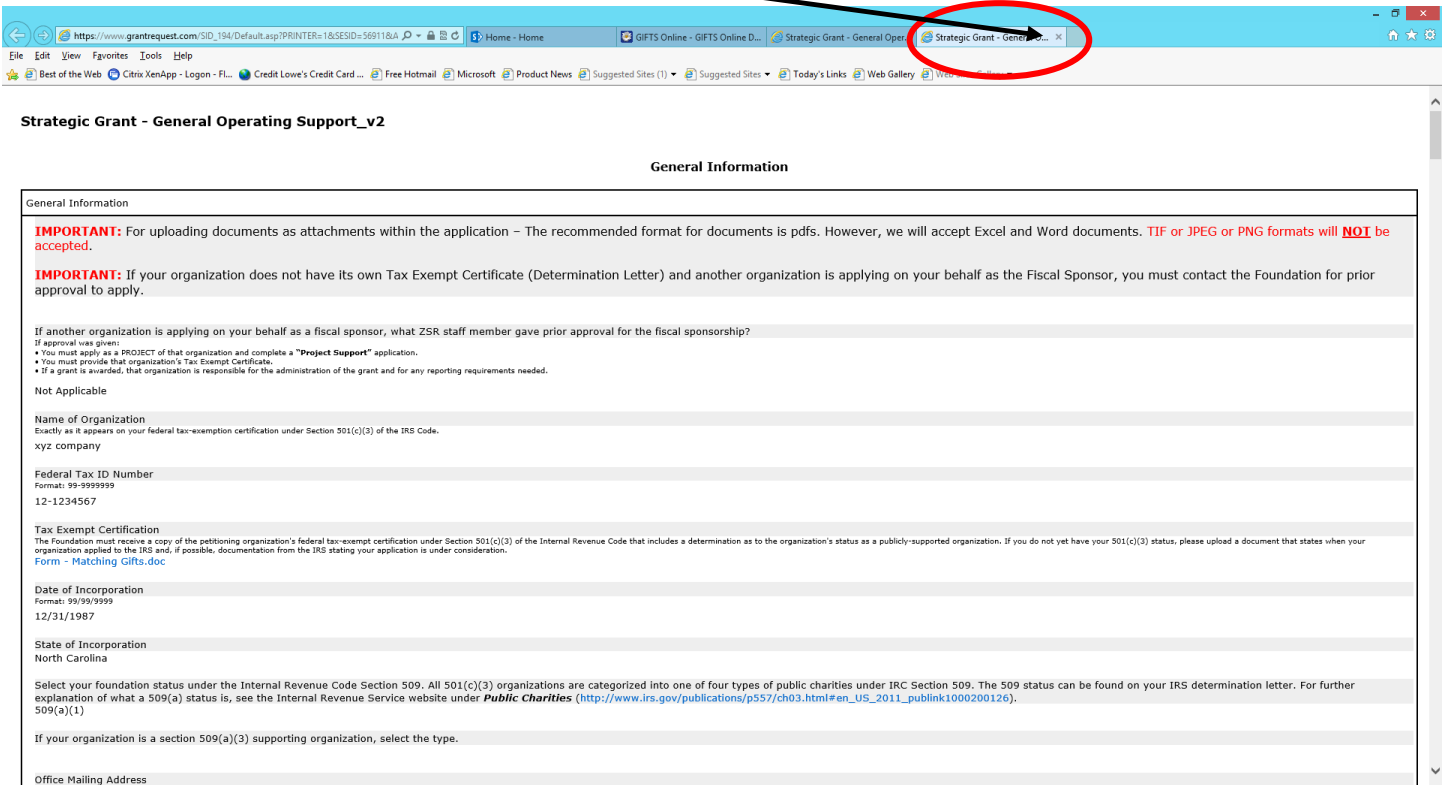 https://www.grantrequest.com/SID_194/Default.asp?PRINTER=1&SESID=56911&A
Home - Home
GIFTS Online - GIFTS Online D...
Strategic Grant - General Oper...
Strategic Grant - General O...
File Edit View Favorites Tools Help
Best of the Web Citrix XenApp - Logon - Fl... Credit Lowe's Credit Card ... Free Hotmail Microsoft Product News Suggested Sites (1) Suggested Sites Today's Links Web Gallery
Strategic Grant - General Operating Support_v2
General Information
General Information
IMPORTANT: For uploading documents as attachments within the application – The recommended format for documents is pdfs. However, we will accept Excel and Word documents. TIF or JPEG or PNG formats will NOT be
accepted.
IMPORTANT: If your organization does not have its own Tax Exempt Certificate (Determination Letter) and another organization is applying on your behalf as the Fiscal Sponsor, you must contact the Foundation for prior
approval to apply.
If another organization is applying on your behalf as a fiscal sponsor, what ZSR staff member gave prior approval for the fiscal sponsorship?
If approval was given:
• You must apply as a PROJECT of that organization and complete a "Project Support" application.
• You must provide that organization's Tax Exempt Certificate.
• If a grant is awarded, that organization is responsible for the administration of the grant and for any reporting requirements needed.
Not Applicable
Name of Organization
Exactly as it appears on your federal tax-exemption certification under Section 501(c)(3) of the IRS Code.
xyz company
Federal Tax ID Number
Format: 99-9999999
12-1234567
Tax Exempt Certification
The Foundation must receive a copy of the petitioning organization's federal tax-exempt certification under Section 501(c)(3) of the Internal Revenue Code that includes a determination as to the organization's status as a publicly-supported organization. If you do not yet have your 501(c)(3) status, please upload a document that states when your
organization applied to the IRS and, if possible, documentation from the IRS stating your application is under consideration.
Form - Matching Gifts.doc
Date of Incorporation
Format: 99/99/9999
12/31/1987
State of Incorporation
North Carolina
Select your foundation status under the Internal Revenue Code Section 509. All 501(c)(3) organizations are categorized into one of four types of public charities under IRC Section 509. The 509 status can be found on your IRS determination letter. For further
explanation of what a 509(a) status is, see the Internal Revenue Service website under Public Charities (http://www.irs.gov/publications/p557/ch03.html#en_US_2011_publink1000200126).
509(a)(1)
If your organization is a section 509(a)(3) supporting organization, select the type.
Office Mailing Address